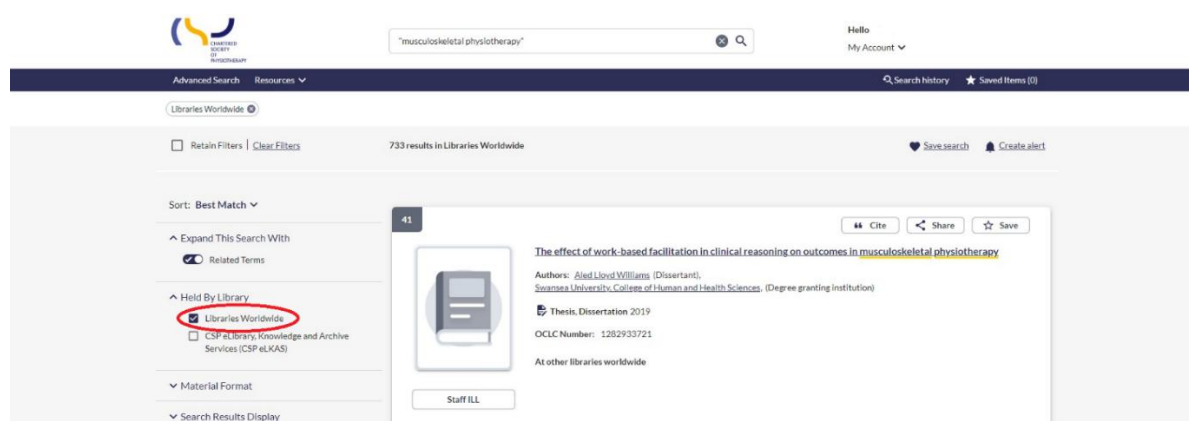 CHARTERED
SOCIETY
OF
PHYSIOTHERAPY
"musculoskeletal physiotherapy"
Hello
My Account
Advanced Search Resources
Search history Saved Items (0)
Libraries Worldwide
Retain Filters | Clear Filters
733 results in Libraries Worldwide
Save search Create alert
Sort: Best Match
Expand This Search With
Related Terms
Held By Library
Libraries Worldwide
CSP eLibrary, Knowledge and Archive
Services (CSP eLKAS)
Material Format
Search Results Display
41
Cite Share Save
The effect of work-based facilitation in clinical reasoning on outcomes in musculoskeletal physiotherapy
Authors: Aled Lloyd Williams (Dissertant),
Swansea University, College of Human and Health Sciences, (Degree granting institution)
Thesis, Dissertation 2019
OCLC Number: 1282933721
At other libraries worldwide
Staff ILL